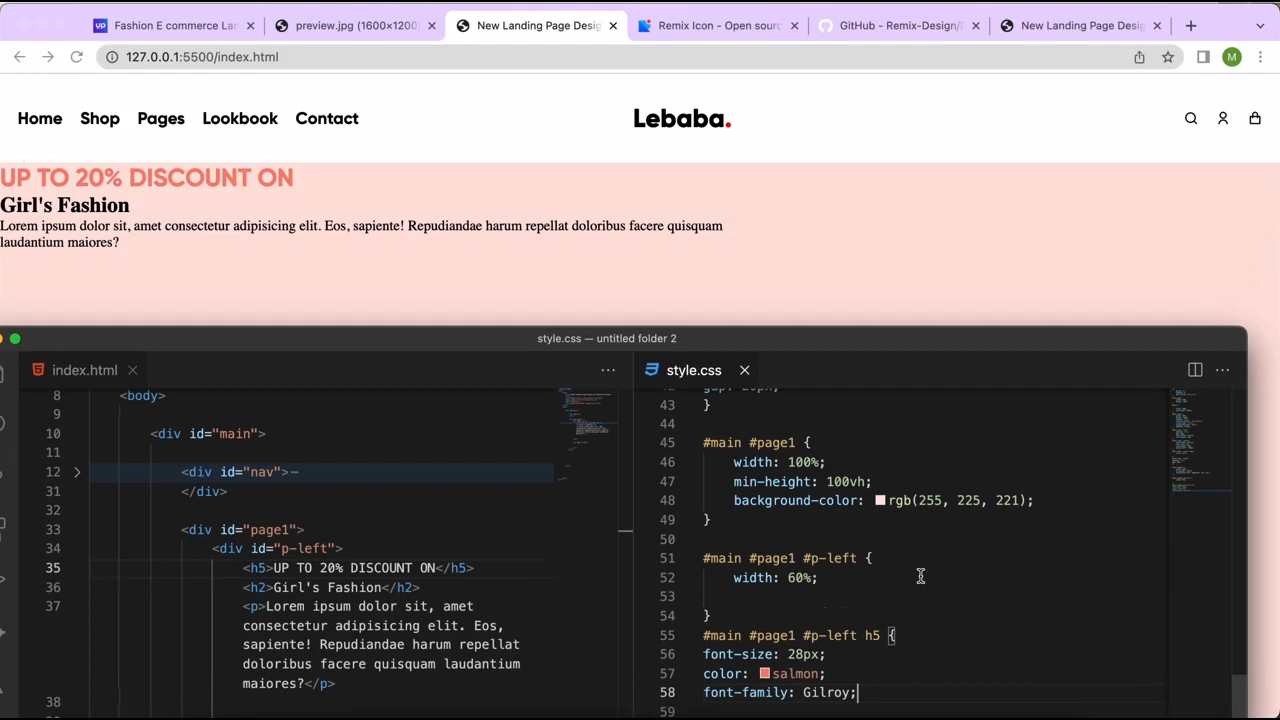 Fashion E commerce Lan
preview.jpg (1600×1200)
New Landing Page Desig
Remix Icon - Open sourc
GitHub - Remix-Design/
New Landing Page Desig
127.0.0.1:5500/index.html
M
Home Shop Pages Lookbook Contact
Lebaba.
UP TO 20% DISCOUNT ON
Girl's Fashion
Lorem ipsum dolor sit, amet consectetur adipisicing elit. Eos, sapiente! Repudiandae harum repellat doloribus facere quisquam
laudantium maiores?
style.css — untitled folder 2
index.html
8 <body>
9
10 <div id="main">
11
12 <div id="nav">
31 </div>
32
33 <div id="page1">
34 <div id="p-left">
35 <h5>UP TO 20% DISCOUNT ON</h5>
36 <h2>Girl's Fashion</h2>
37 <p>Lorem ipsum dolor sit, amet
consectetur adipisicing elit. Eos,
sapiente! Repudiandae harum repellat
doloribus facere quisquam laudantium
maiores?</p>
38
style.css
43 }
44
45 #main #page1 {
46 width: 100%;
47 min-height: 100vh;
48 background-color: rgb(255, 225, 221);
49 }
50
51 #main #page1 #p-left {
52 width: 60%;
53
54 }
55 #main #page1 #p-left h5 {
56 font-size: 28px;
57 color: salmon;
58 font-family: Gilroy;
59